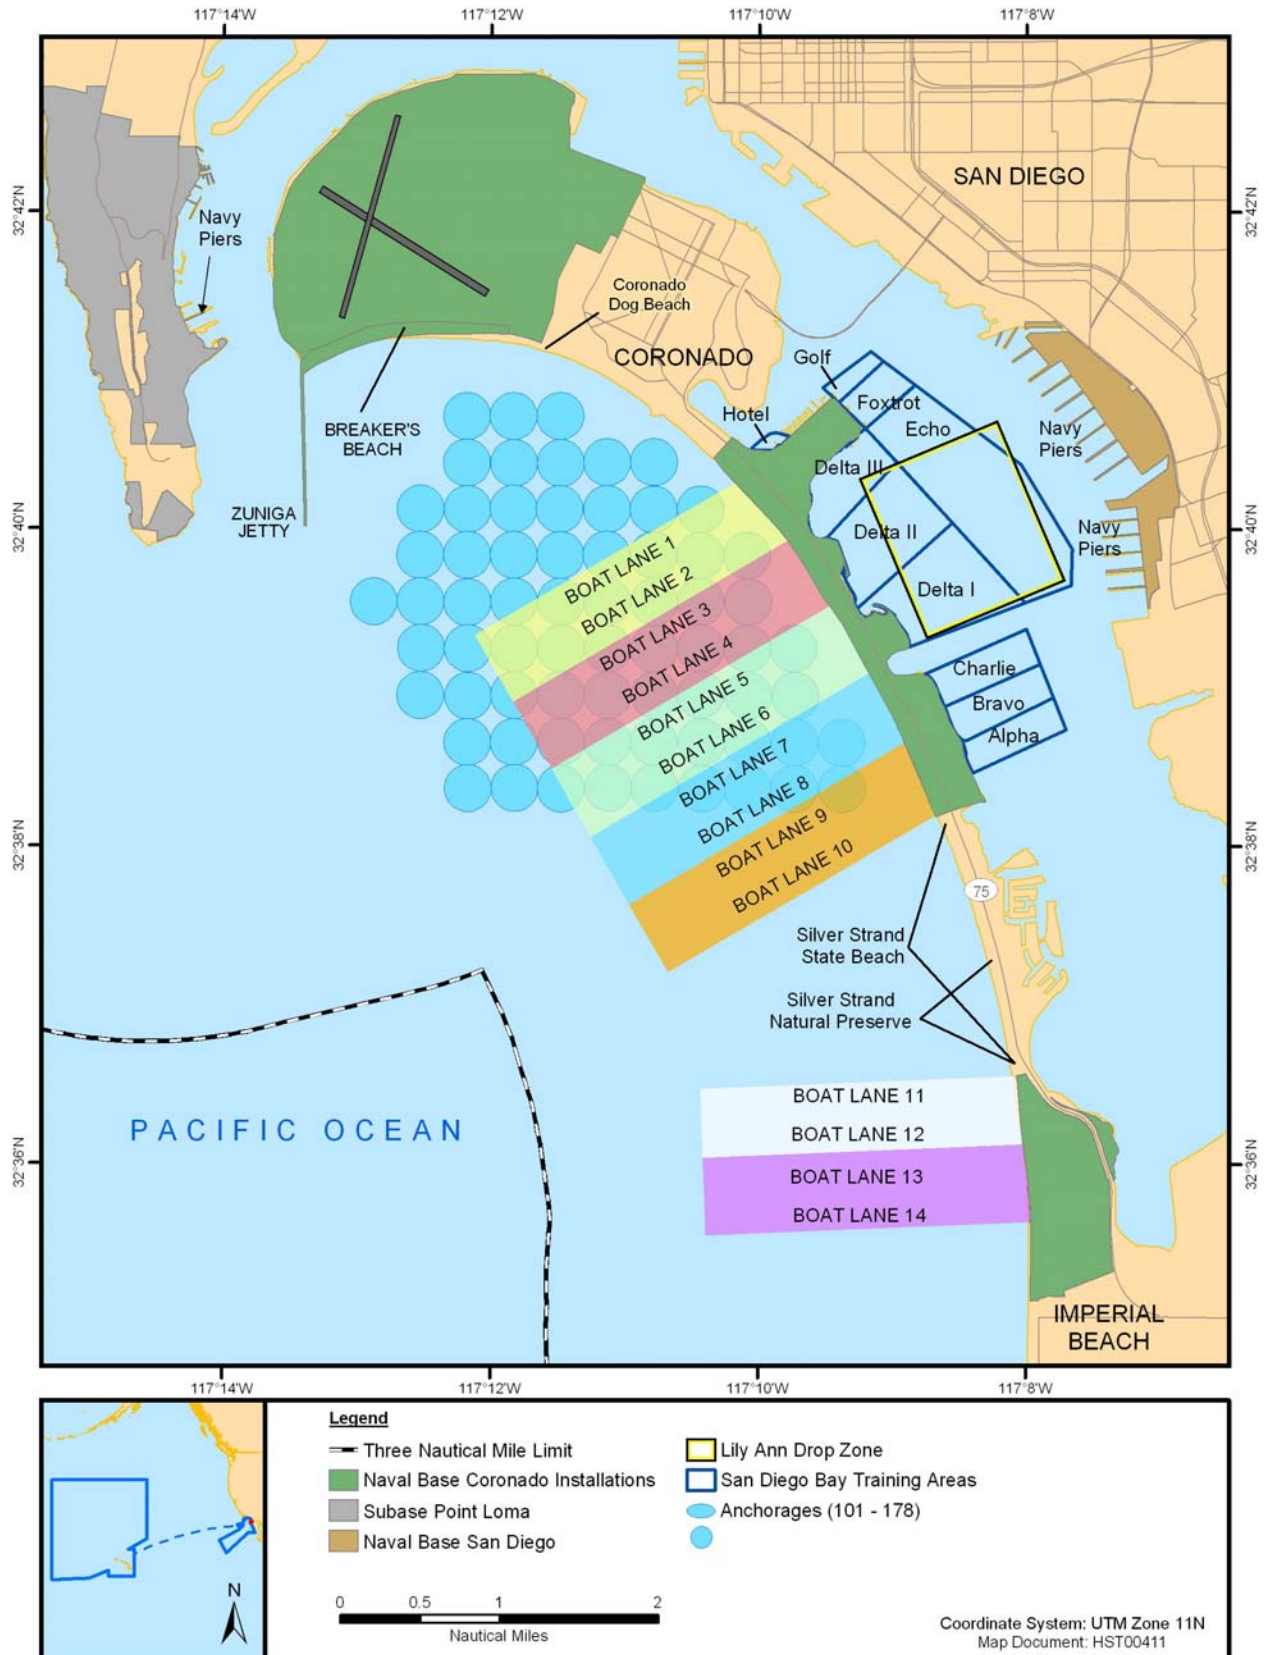 117°14'W
117°12'W
117°10'W
117°8'W
SAN DIEGO
32°42'N
32°42'N
Navy
Piers
Coronado
Dog Beach
CORONADO
Golf
Foxtrot
Hotel
Echo
BREAKER'S
BEACH
Navy
Piers
Delta III
ZUNIGA
JETTY
32°40'N
32°40'N
Delta II
Navy
Piers
BOAT LANE 1
BOAT LANE 2
Delta I
BOAT LANE 3
BOAT LANE 4
Charlie
BOAT LANE 5
Bravo
BOAT LANE 6
Alpha
BOAT LANE 7
BOAT LANE 8
32°38'N
32°38'N
BOAT LANE 9
BOAT LANE 10
75
Silver Strand
State Beach
Silver Strand
Natural Preserve
BOAT LANE 11
PACIFIC OCEAN
BOAT LANE 12
32°36'N
32°36'N
BOAT LANE 13
BOAT LANE 14
IMPERIAL
BEACH
117°14'W
117°12'W
117°10'W
117°8'W
Legend
Three Nautical Mile Limit
Naval Base Coronado Installations
Subase Point Loma
Naval Base San Diego
Lily Ann Drop Zone
San Diego Bay Training Areas
Anchorages (101 - 178)
N
0
0.5
1
2
Nautical Miles
Coordinate System: UTM Zone 11N
Map Document: HST00411